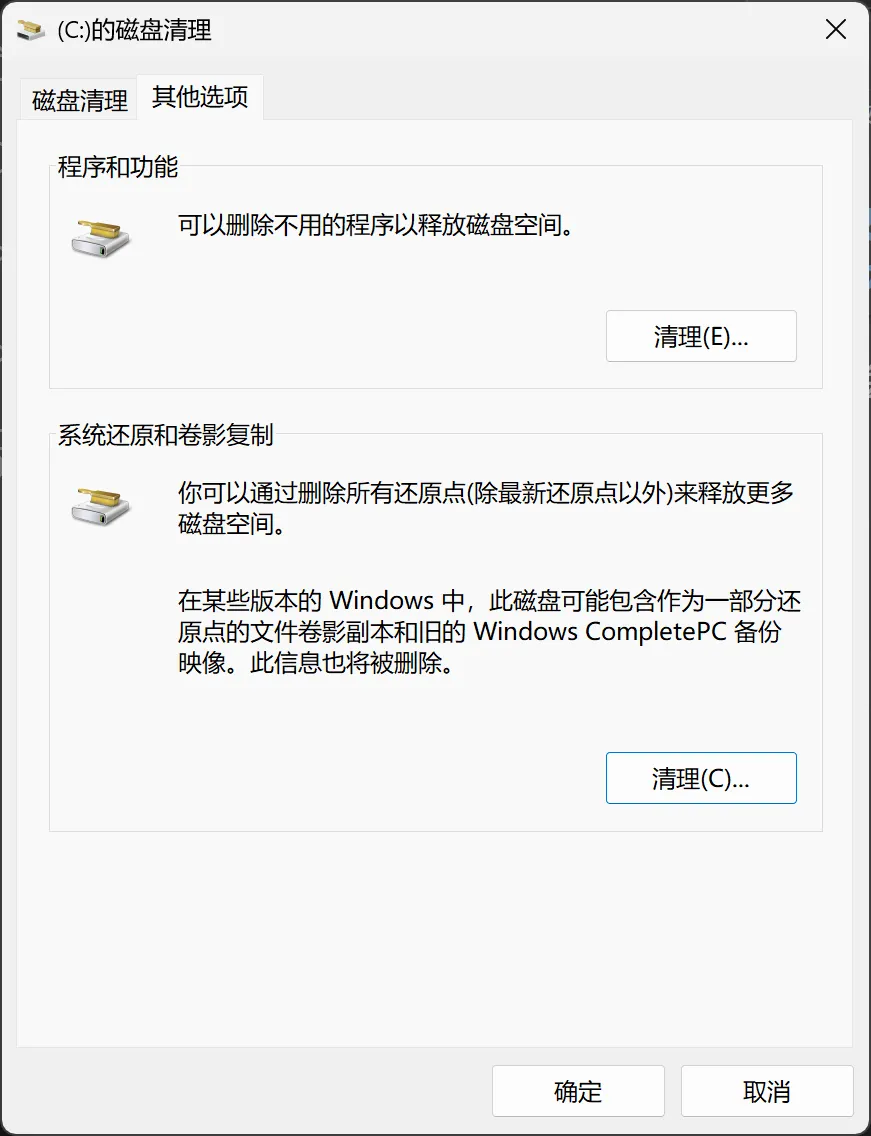 (C:)的磁盘清理
磁盘清理
其他选项
程序和功能
可以删除不用的程序以释放磁盘空间。
清理(E)...
系统还原和卷影复制
你可以通过删除所有还原点(除最新还原点以外)来释放更多
磁盘空间。
在某些版本的 Windows 中，此磁盘可能包含作为一部分还
原点的文件卷影副本和旧的 Windows CompletePC 备份
映像。此信息也将被删除。
清理(C)...
确定
取消